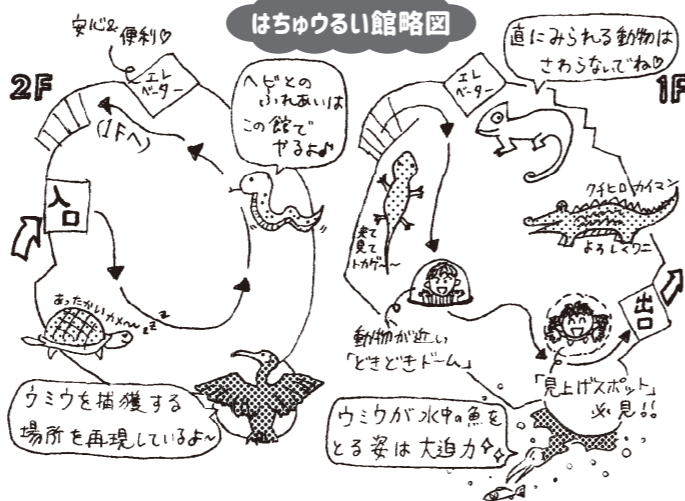 はちゅウるい館略図
2F
安心&
便利♡
エレ
ベーター
(1Fへ)
ヘビとの
ふれあいは
この館で
やるよ♪
入口
あったかいカメ〜〜 zzz
ウミウを捕獲する
場所を再現しているよ〜
1F
直にみられる動物は
さわらないでね♡
エレ
ベーター
来て
見て
トカゲ〜〜
クチヒロカイマン
よろしくワニ
出口
動物が近い
「どきどきドーム」
「見上げスポット」
必見!!
ウミウが水中の魚を
とる姿は大迫力